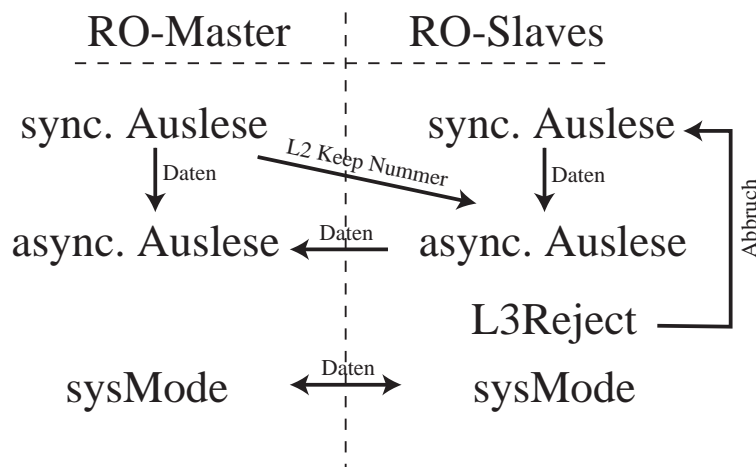 RO-Master RO-Slaves
sync. Auslese sync. Auslese
L2 Keep Nummer
Daten Daten
Abbruch
async. Auslese Daten async. Auslese
L3Reject
Daten
sysMode sysMode